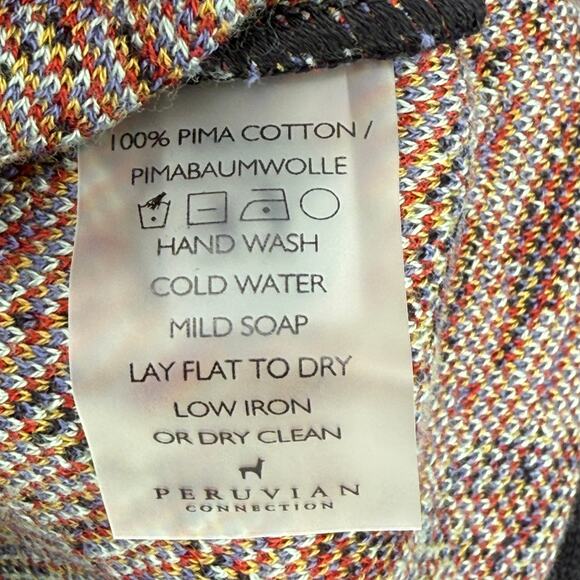 100% PIMA COTTON /
PIMABAUMWOLLE
HAND WASH
COLD WATER
MILD SOAP
LAY FLAT TO DRY
LOW IRON
OR DRY CLEAN
PERUVIAN
CONNECTION